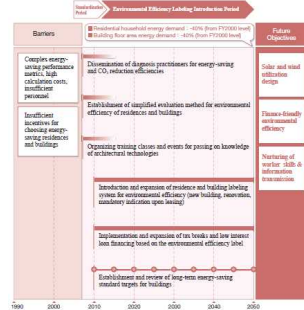 Standardization Period
Environmental Efficiency Labeling Introduction Period
Barriers
Residential household energy demand : -40% (from FY2000 level)
Building floor area energy demand : -40% (from FY2000 level)
Future
Objectives
Complex energy-
saving performance
metrics, high
calculation costs,
insufficient
personnel
Insufficient
incentives for
choosing energy-
saving residences
and buildings
Dissemination of diagnosis practitioners for energy-saving
and CO₂ reduction efficiencies
Establishment of simplified evaluation method for environmental
efficiency of residences and buildings
Organizing training classes and events for passing on knowledge
of architectural technologies
Introduction and expansion of residence and building labeling
system for environmental efficiency (new building, renovation,
mandatory indication upon leasing)
Implementation and expansion of tax breaks and low interest
loan financing based on the environmental efficiency label
Establishment and review of long-term energy-saving
standard targets for buildings
Solar and wind
utilization
design
Finance-friendly
environmental
efficiency
Nurturing of
worker skills &
information
transmission
1990 2000 2010 2020 2030 2040 2050